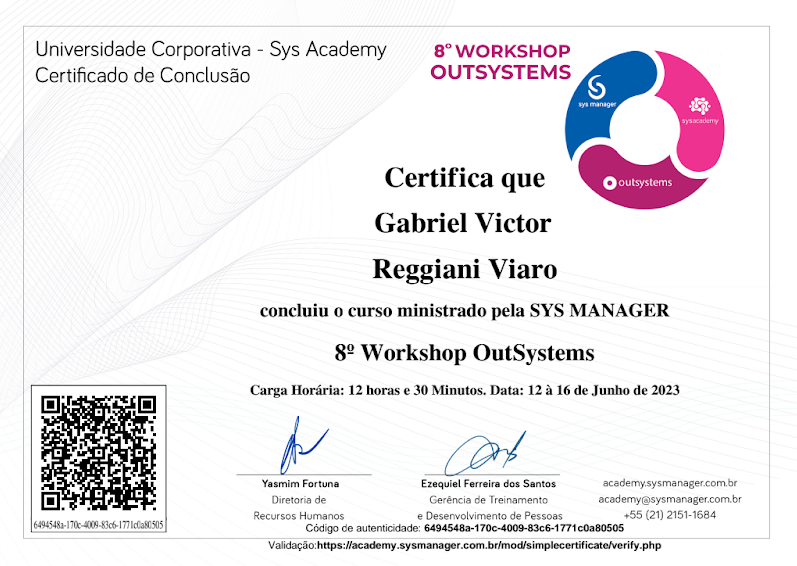 Universidade Corporativa - Sys Academy
Certificado de Conclusão
8º WORKSHOP
OUTSYSTEMS
sys manager
sysacademy
outsystems
Certifica que
Gabriel Victor
Reggiani Viaro
concluiu o curso ministrado pela SYS MANAGER
8º Workshop OutSystems
Carga Horária: 12 horas e 30 Minutos. Data: 12 à 16 de Junho de 2023
6494548a-170c-4009-83c6-1771c0a80505
Yasmim Fortuna
Diretoria de
Recursos Humanos
Ezequiel Ferreira dos Santos
Gerência de Treinamento
e Desenvolvimento de Pessoas
academy.sysmanager.com.br
academy@sysmanager.com.br
+55 (21) 2151-1684
Código de autenticidade: 6494548a-170c-4009-83c6-1771c0a80505
Validação:https://academy.sysmanager.com.br/mod/simplecertificate/verify.php